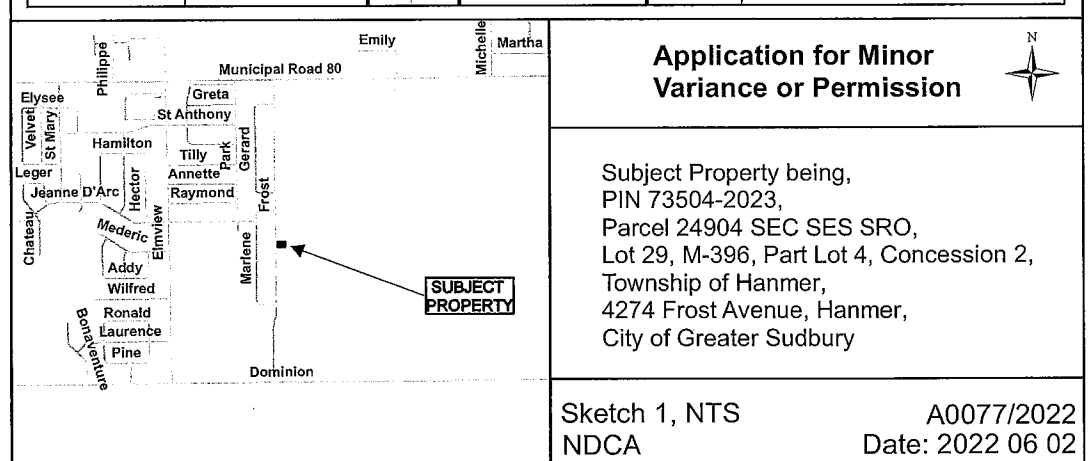 Philippe
Emily
Michelle
Martha
Municipal Road 80
Elysee
Greta
Velvet
St Mary
St Anthony
Hamilton
Tilly
Park
Gerard
Leger
Annette
Jeanne D'Arc
Hector
Raymond
Frost
Chateau
Mederic
Elmview
Marlene
Addy
Wilfred
SUBJECT
PROPERTY
Bonaventure
Ronald
Laurence
Pine
Dominion
Application for Minor
Variance or Permission
N
Subject Property being,
PIN 73504-2023,
Parcel 24904 SEC SES SRO,
Lot 29, M-396, Part Lot 4, Concession 2,
Township of Hanmer,
4274 Frost Avenue, Hanmer,
City of Greater Sudbury
Sketch 1, NTS
A0077/2022
NDCA
Date: 2022 06 02